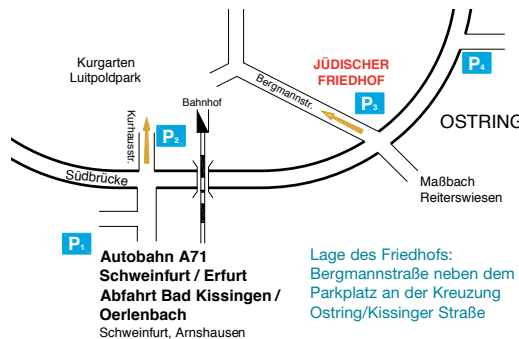 Kurgarten
Luitpoldpark
JÜDISCHER
FRIEDHOF
P4
Bergmannstr.
P3
Bahnhof
Kurhausstr.
P2
OSTRING
Südbrücke
Maßbach
Reiterswiesen
P1
Autobahn A71
Schweinfurt / Erfurt
Abfahrt Bad Kissingen /
Oerlenbach
Schweinfurt, Arnshausen
Lage des Friedhofs:
Bergmannstraße neben dem
Parkplatz an der Kreuzung
Ostring/Kissinger Straße